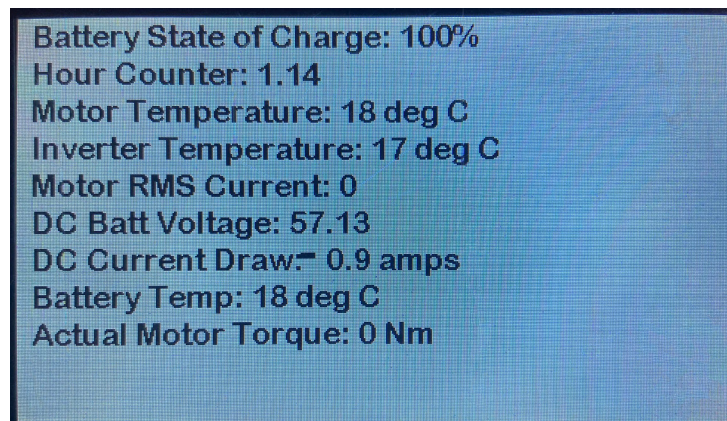 Battery State of Charge: 100%
Hour Counter: 1.14
Motor Temperature: 18 deg C
Inverter Temperature: 17 deg C
Motor RMS Current: 0
DC Batt Voltage: 57.13
DC Current Draw:- 0.9 amps
Battery Temp: 18 deg C
Actual Motor Torque: 0 Nm